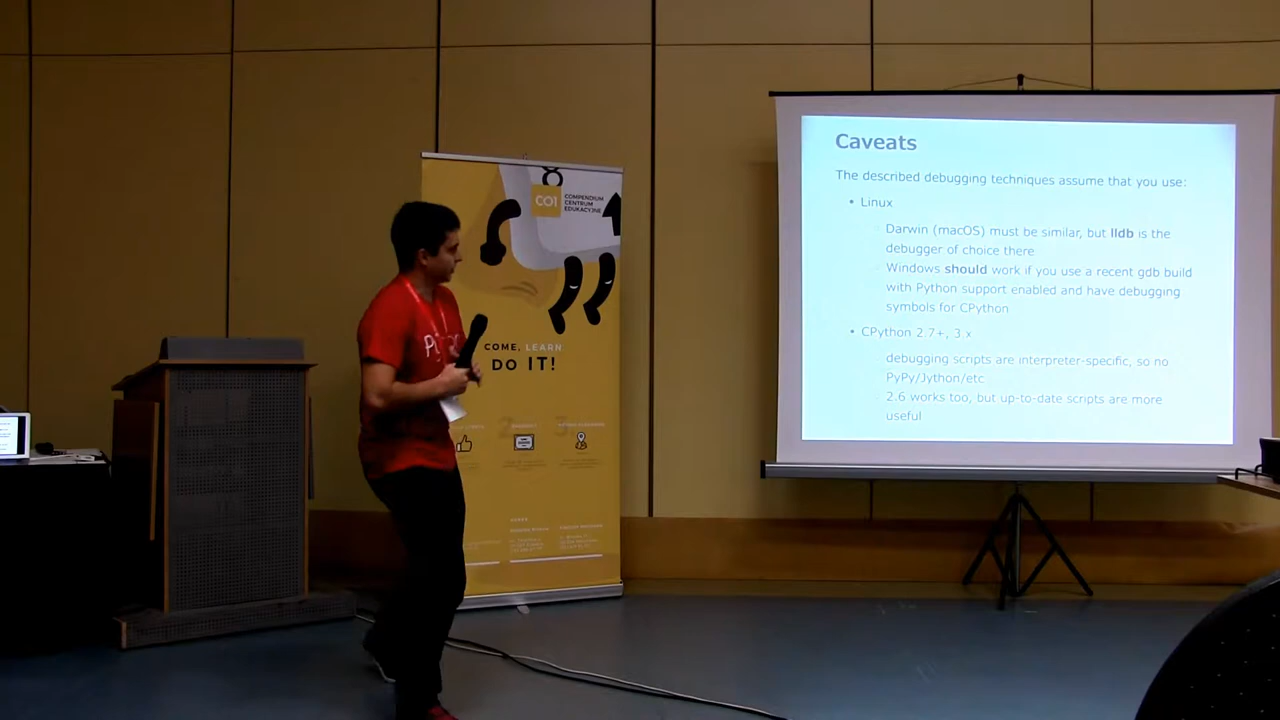 CO1
COMPENDIUM
CENTRUM
EDUKACYJNE
COME, LEARN
DO IT!
Caveats
The described debugging techniques assume that you use:
• Linux
Darwin (macOS) must be similar, but lldb is the
debugger of choice there
Windows should work if you use a recent gdb build
with Python support enabled and have debugging
symbols for CPython
• CPython 2.7+, 3.x
debugging scripts are interpreter-specific, so no
PyPy/Jython/etc
2.6 works too, but up-to-date scripts are more
useful